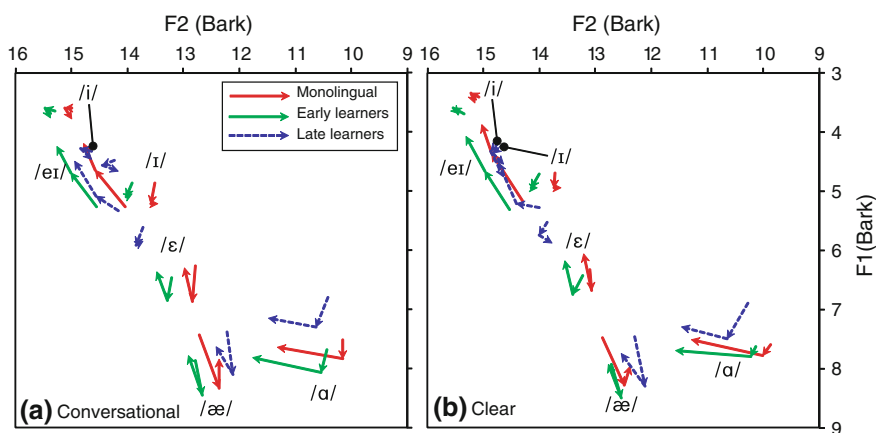 F2 (Bark) F2 (Bark)
16 15 14 13 12 11 10 9 16 15 14 13 12 11 10 9
/i/ Monolingual /i/ 3
Early learners
Late learners 4
/eɪ/ /ɪ/ /eɪ/ /ɪ/ 5
F1(Bark)
/ɛ/ /ɛ/ 6
7
/ɑ/ /ɑ/ 8
(a) Conversational /æ/ (b) Clear /æ/
9